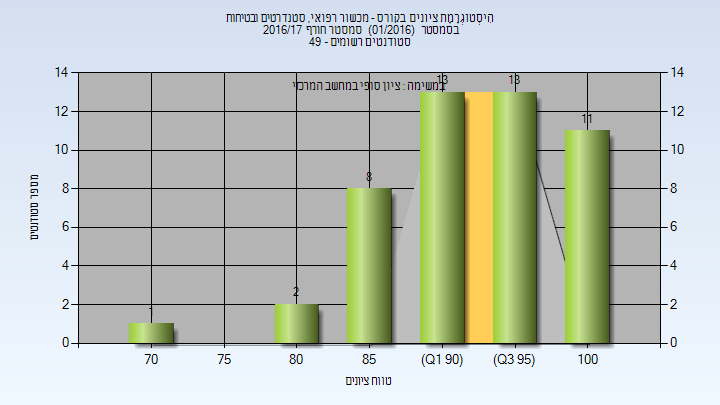 הִיסְטוֹגְרָמַת ציונים בקורס - מכשור רפואי, סטנדרטים ובטיחות
בסמסטר (01/2016) סמסטר חורף 2016/17
סטודנטים רשומים - 49
במשימה : ציון סופי במחשב המרכזי
14 14
12 12
10 10
8 8
6 6
4 4
2 2
0 0
1 2 8 13 13 11
מספר סטודנטים
70 75 80 85 (Q1 90) (Q3 95) 100
טווח ציונים